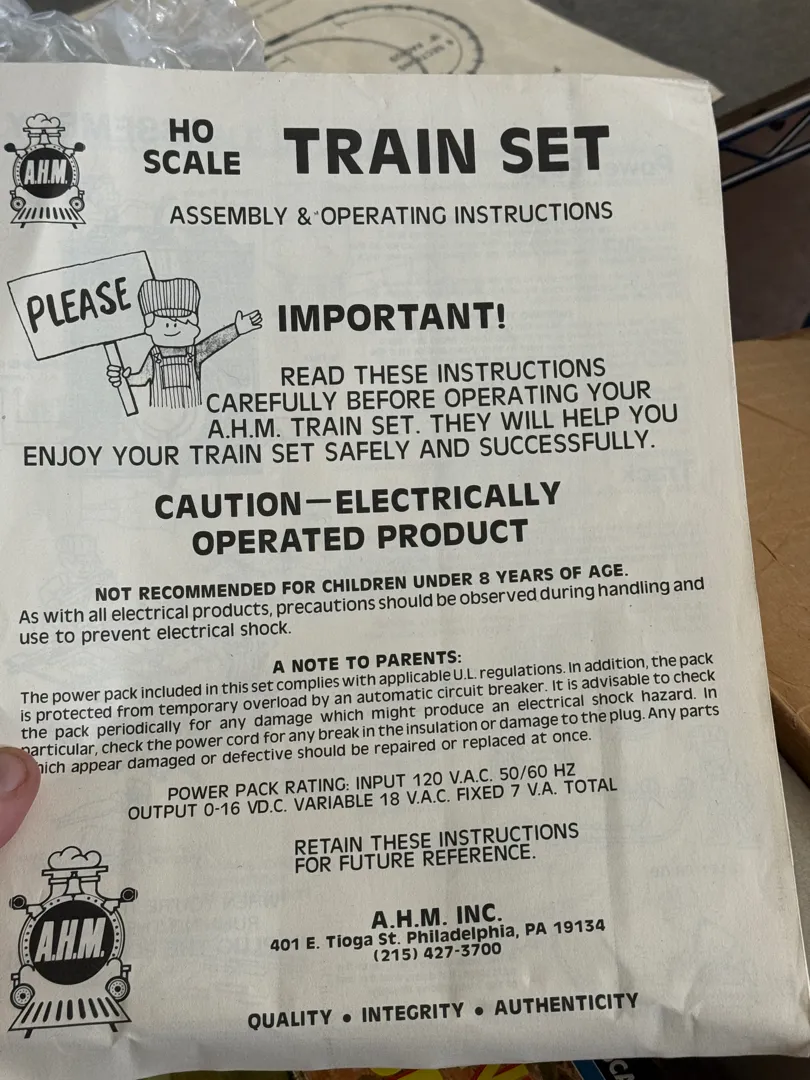 HO
SCALE
TRAIN SET
A.H.M.
ASSEMBLY & OPERATING INSTRUCTIONS
PLEASE
IMPORTANT!
READ THESE INSTRUCTIONS
CAREFULLY BEFORE OPERATING YOUR
A.H.M. TRAIN SET. THEY WILL HELP YOU
ENJOY YOUR TRAIN SET SAFELY AND SUCCESSFULLY.
CAUTION—ELECTRICALLY
OPERATED PRODUCT
NOT RECOMMENDED FOR CHILDREN UNDER 8 YEARS OF AGE.
As with all electrical products, precautions should be observed during handling and
use to prevent electrical shock.
A NOTE TO PARENTS:
The power pack included in this set complies with applicable U.L. regulations. In addition, the pack
is protected from temporary overload by an automatic circuit breaker. It is advisable to check
the pack periodically for any damage which might produce an electrical shock hazard. In
particular, check the power cord for any break in the insulation or damage to the plug. Any parts
which appear damaged or defective should be repaired or replaced at once.
POWER PACK RATING: INPUT 120 V.A.C. 50/60 HZ
OUTPUT 0-16 VD.C. VARIABLE 18 V.A.C. FIXED 7 V.A. TOTAL
RETAIN THESE INSTRUCTIONS
FOR FUTURE REFERENCE.
A.H.M.
A.H.M. INC.
401 E. Tioga St. Philadelphia, PA 19134
(215) 427-3700
QUALITY • INTEGRITY • AUTHENTICITY